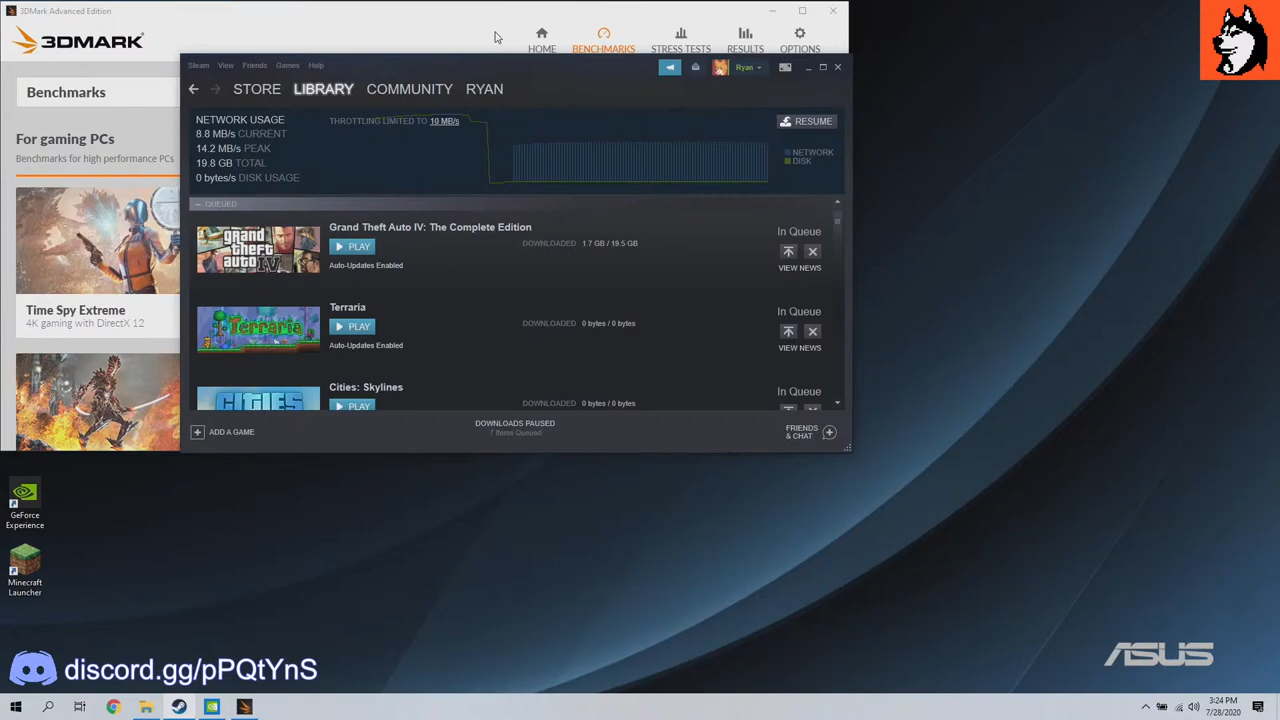 3DMark Advanced Edition
3DMARK
HOME
BENCHMARKS
STRESS TESTS
RESULTS
OPTIONS
Benchmarks
For gaming PCs
Benchmarks for high performance PCs
Time Spy Extreme
4K gaming with DirectX 12
Steam View Friends Games Help
Ryan
STORE LIBRARY COMMUNITY RYAN
NETWORK USAGE
8.8 MB/s CURRENT
14.2 MB/s PEAK
19.8 GB TOTAL
0 bytes/s DISK USAGE
THROTTLING LIMITED TO 10 MB/s
RESUME
NETWORK
DISK
QUEUED
Grand Theft Auto IV: The Complete Edition
PLAY
Auto-Updates Enabled
DOWNLOADED 1.7 GB / 19.5 GB
In Queue
VIEW NEWS
grand
theft
auto IV
Terraria
PLAY
Auto-Updates Enabled
DOWNLOADED 0 bytes / 0 bytes
In Queue
VIEW NEWS
Terraria
Cities: Skylines
PLAY
DOWNLOADED 0 bytes / 0 bytes
In Queue
CITIES
ADD A GAME
DOWNLOADS PAUSED
7 Items Queued
FRIENDS
& CHAT
GeForce
Experience
Minecraft
Launcher
discord.gg/pPQtYnS
ASUS
3:24 PM
7/28/2020